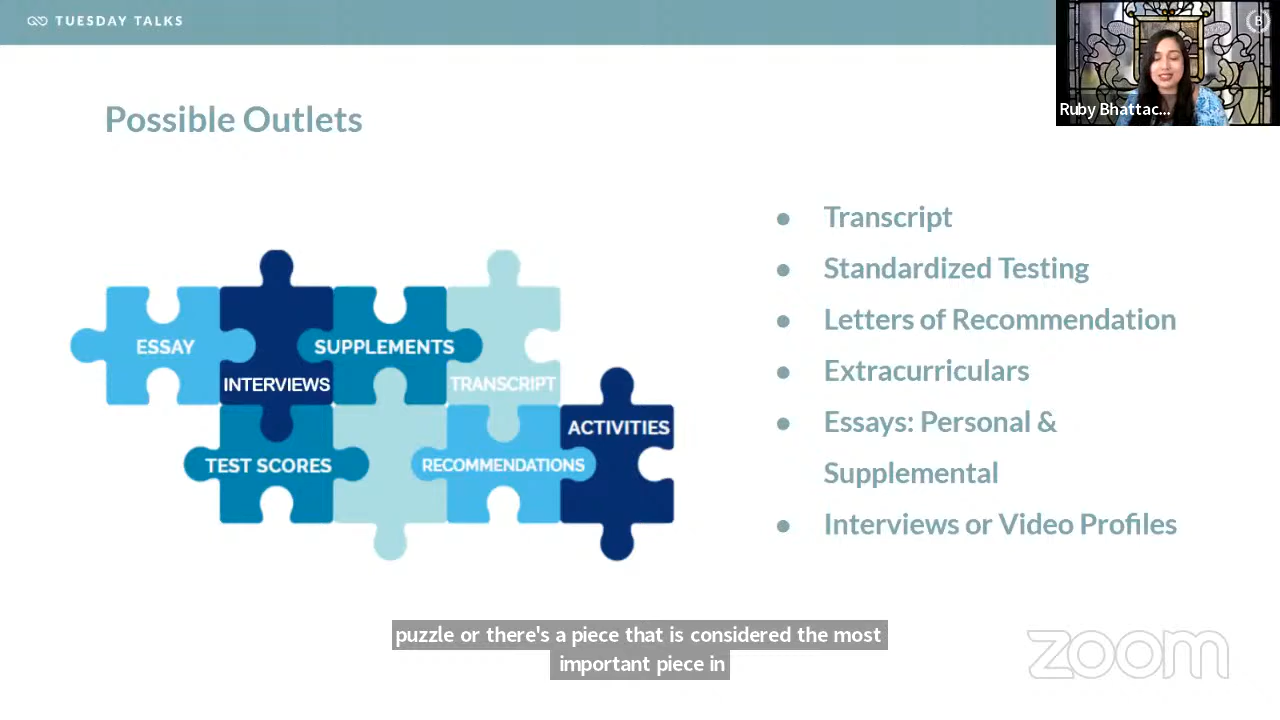 TUESDAY TALKS
B
Ruby Bhattac...
Possible Outlets
ESSAY
INTERVIEWS
SUPPLEMENTS
TRANSCRIPT
TEST SCORES
RECOMMENDATIONS
ACTIVITIES
● Transcript
● Standardized Testing
● Letters of Recommendation
● Extracurriculars
● Essays: Personal &
Supplemental
● Interviews or Video Profiles
puzzle or there's a piece that is considered the most
important piece in
zoom